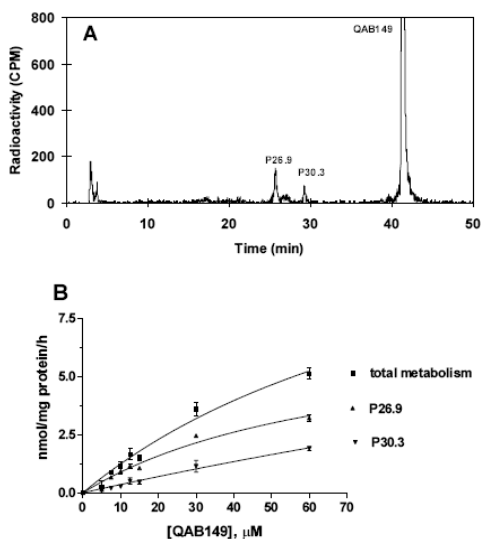 A
Radioactivity (CPM)
800
600
400
200
0
QAB149
P26.9
P30.3
0 10 20 30 40 50
Time (min)
B
nmol/mg protein/h
7.5
5.0
2.5
0.0
total metabolism
P26.9
P30.3
0 10 20 30 40 50 60 70
[QAB149], μM